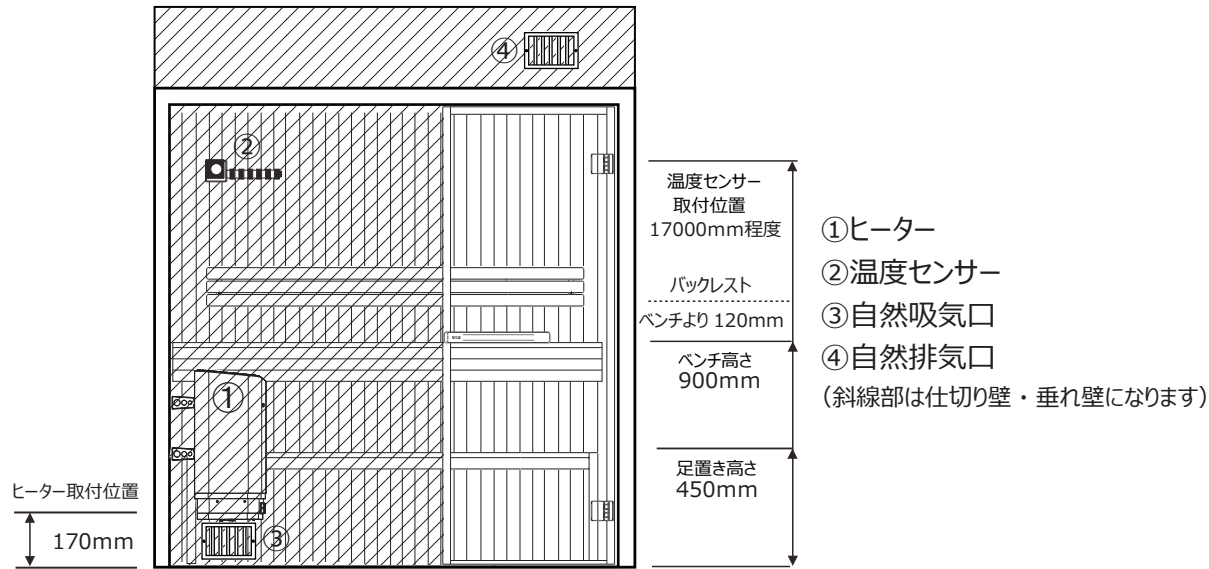 ④
②
温度センサー
取付位置
17000mm程度
バックレスト
ベンチより 120mm
ベンチ高さ
900mm
①
足置き高さ
450mm
ヒーター取付位置
170mm
③
①ヒーター
②温度センサー
③自然吸気口
④自然排気口
(斜線部は仕切り壁・垂れ壁になります)